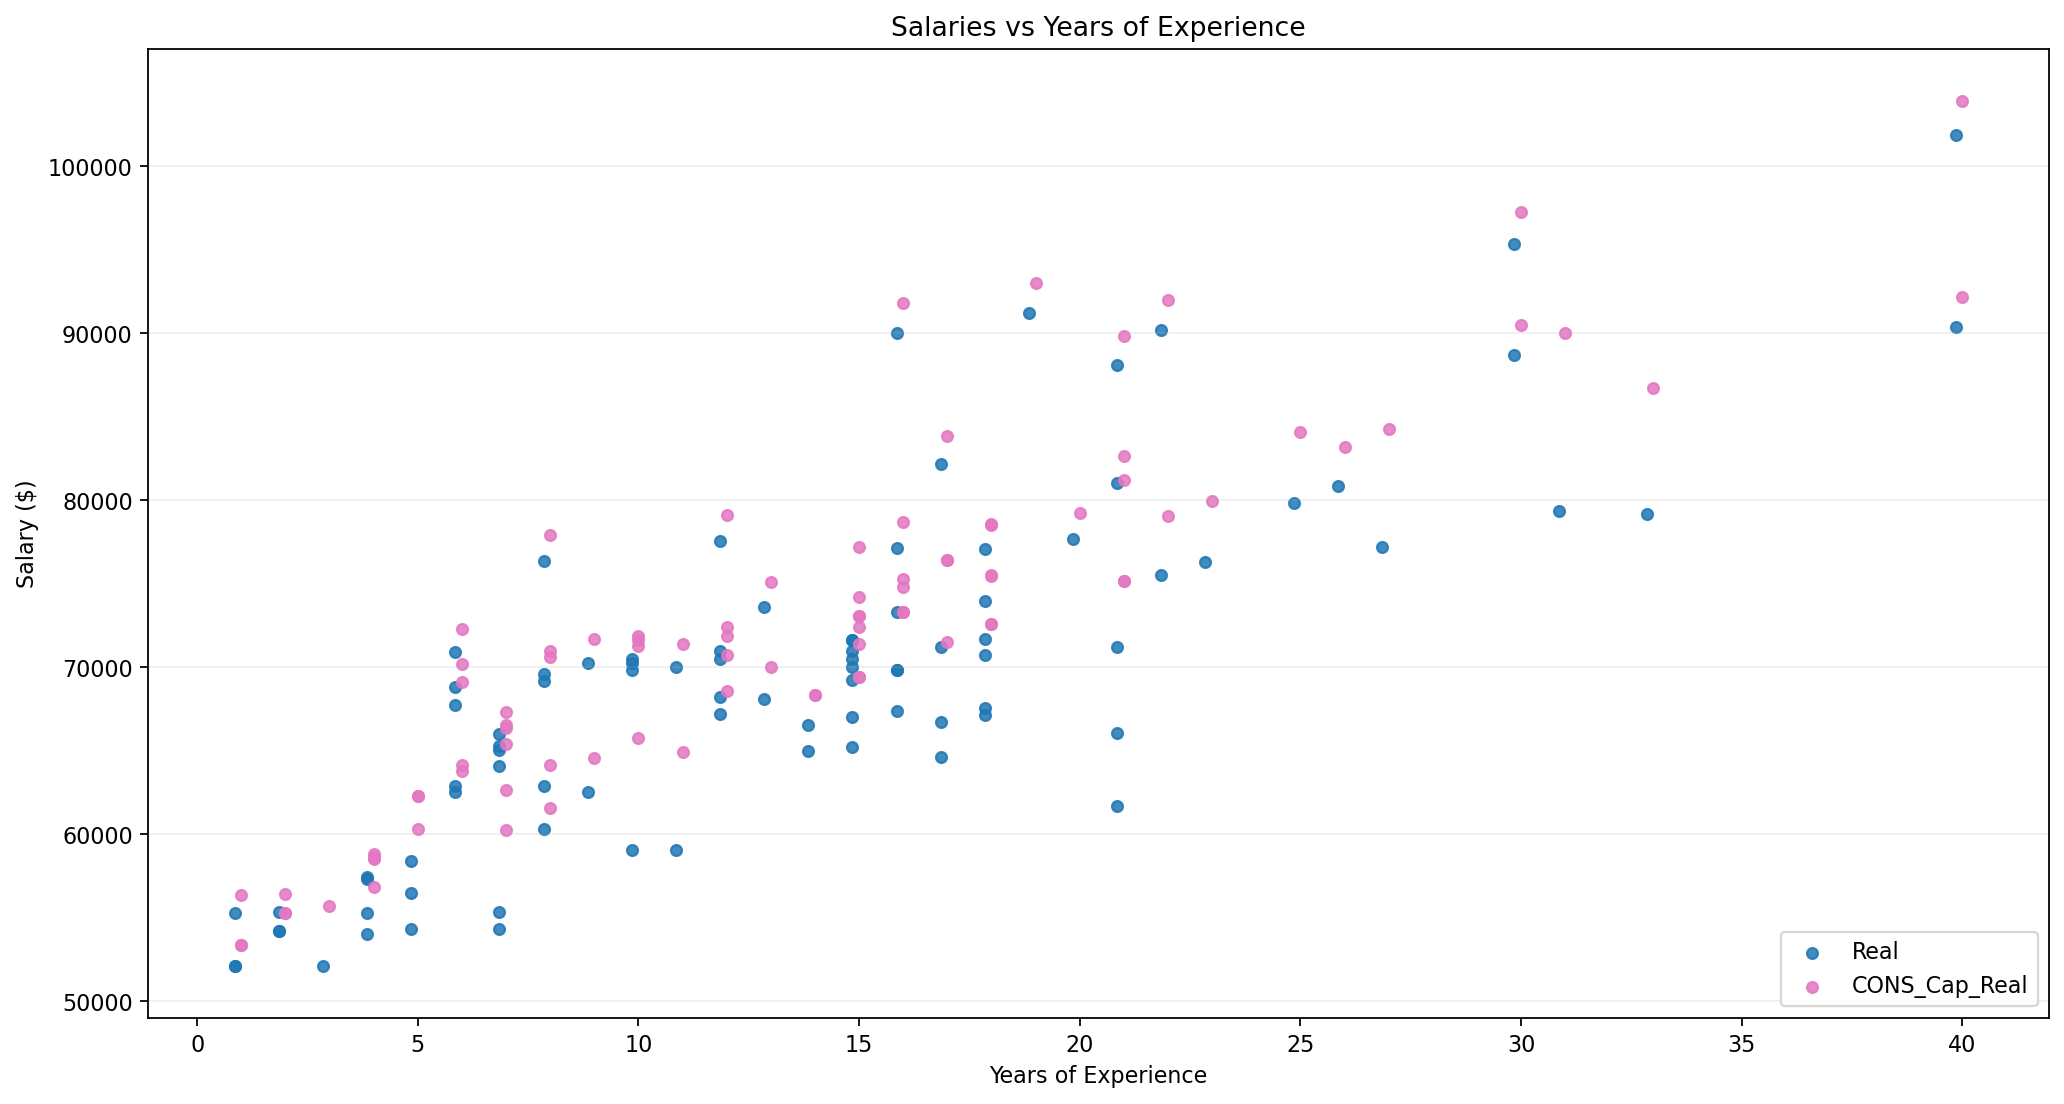 Salaries vs Years of Experience
Salary ($)
100000
90000
80000
70000
60000
50000
0 5 10 15 20 25 30 35 40
Years of Experience
Real
CONS_Cap_Real